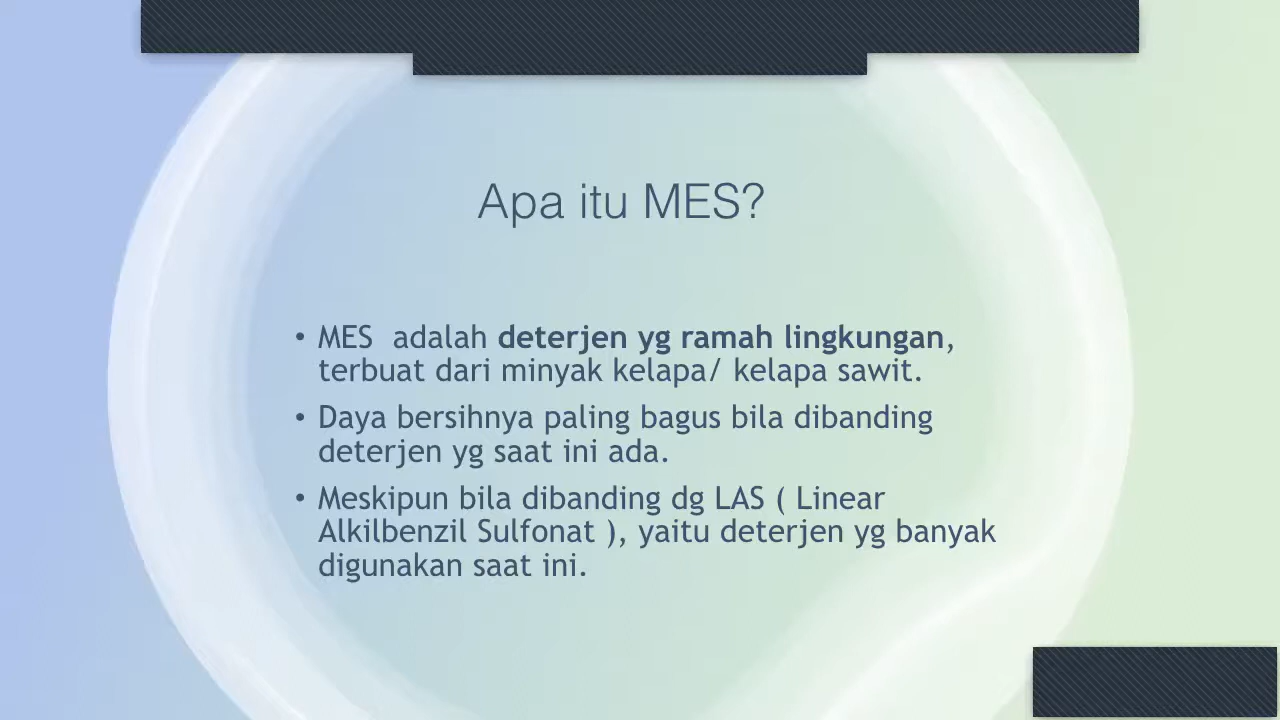 Apa itu MES?
• MES  adalah deterjen yg ramah lingkungan,
terbuat dari minyak kelapa/ kelapa sawit.
• Daya bersihnya paling bagus bila dibanding
deterjen yg saat ini ada.
• Meskipun bila dibanding dg LAS ( Linear
Alkilbenzil Sulfonat ), yaitu deterjen yg banyak
digunakan saat ini.